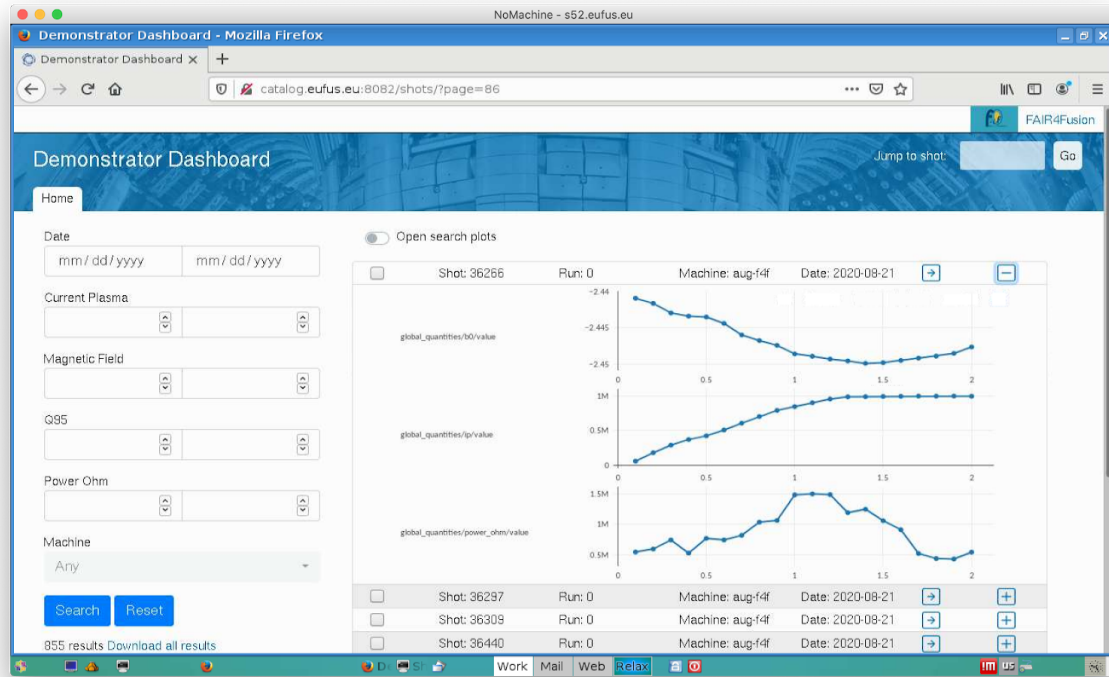 NoMachine - s52.eufus.eu
Demonstrator Dashboard - Mozilla Firefox
Demonstrator Dashboard
catalog.eufus.eu:8082/shots/?page=86
FAIR4Fusion
Demonstrator Dashboard
Jump to shot:
Go
Home
Date
mm/dd/yyyy mm/dd/yyyy
Current Plasma
Magnetic Field
Q95
Power Ohm
Machine
Any
Search Reset
855 results Download all results
Open search plots
Shot: 36266 Run: 0 Machine: aug-f4f Date: 2020-08-21
global_quantities/b0/value
−2.44
−2.445
−2.45
0 0.5 1 1.5 2
global_quantities/ip/value
1M
0.5M
0
0 0.5 1 1.5 2
global_quantities/power_ohm/value
1.5M
1M
0.5M
0 0.5 1 1.5 2
Shot: 36297 Run: 0 Machine: aug-f4f Date: 2020-08-21
Shot: 36309 Run: 0 Machine: aug-f4f Date: 2020-08-21
Shot: 36440 Run: 0 Machine: aug-f4f Date: 2020-08-21
Work Mail Web Relax
us